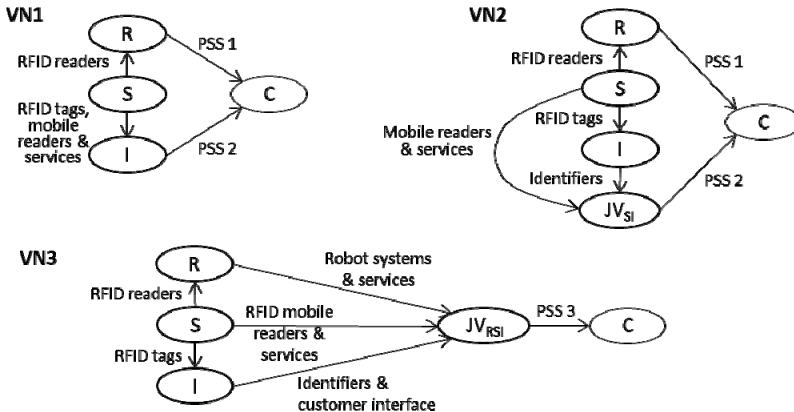 VN1
R
RFID readers
PSS 1
S
C
RFID tags,
mobile
readers &
services
I
PSS 2
VN2
R
RFID readers
PSS 1
S
RFID tags
C
Mobile readers
& services
I
Identifiers
PSS 2
JVSI
VN3
R
Robot systems
& services
RFID readers
S
RFID mobile
readers &
services
JVRSI
PSS 3
C
RFID tags
I
Identifiers &
customer interface